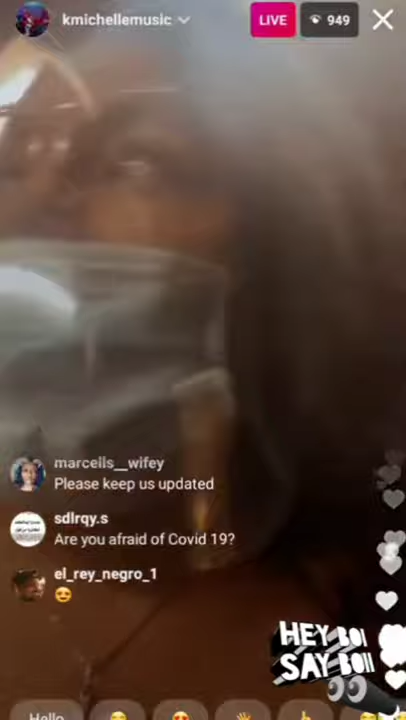 kmichellemusic
LIVE
949
marcells__wifey
Please keep us updated
sdlrqy.s
Are you afraid of Covid 19?
el_rey_negro_1
HEY BOI
SAY BOII
Hello